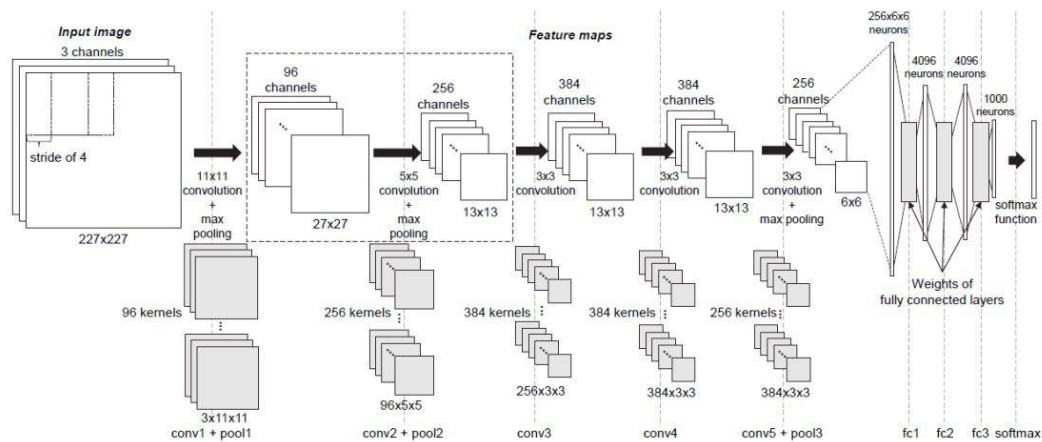 Input image
Feature maps
3 channels
stride of 4
227x227
11x11
convolution
+
max
pooling
96
channels
27x27
5x5
convolution
+
max
pooling
256
channels
13x13
3x3
convolution
384
channels
13x13
3x3
convolution
384
channels
13x13
3x3
convolution
+
max pooling
256
channels
6x6
256x6x6
neurons
4096
neurons
4096
neurons
1000
neurons
softmax
function
Weights of
fully connected layers
96 kernels
3x11x11
256 kernels
96x5x5
384 kernels
256x3x3
384 kernels
384x3x3
256 kernels
384x3x3
conv1 + pool1
conv2 + pool2
conv3
conv4
conv5 + pool3
fc1
fc2
fc3
softmax